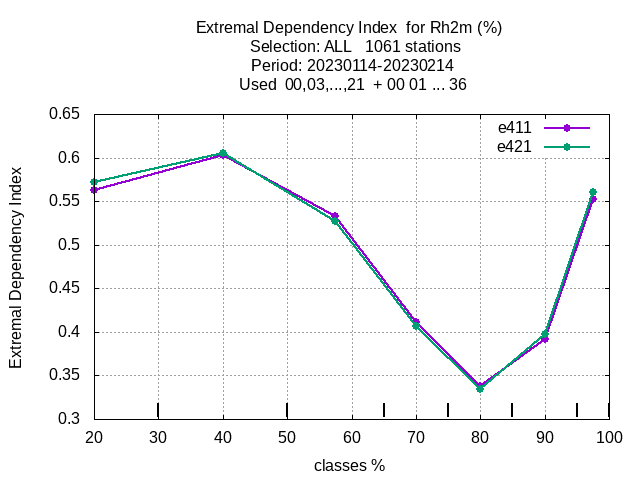 Extremal Dependency Index  for Rh2m (%)
Selection: ALL   1061 stations
Period: 20230114-20230214
Used  00,03,...,21  + 00 01 ... 36
e411
e421
Extremal Dependency Index
0.65
0.6
0.55
0.5
0.45
0.4
0.35
0.3
20 30 40 50 60 70 80 90 100
classes %